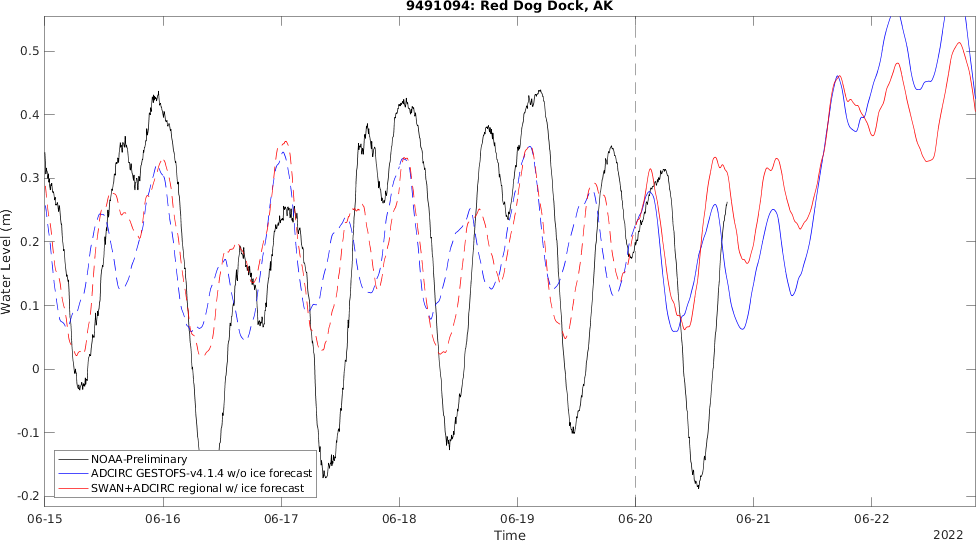 9491094: Red Dog Dock, AK
Water Level (m)
0.5
0.4
0.3
0.2
0.1
0
-0.1
-0.2
NOAA-Preliminary
ADCIRC GESTOFS-v4.1.4 w/o ice forecast
SWAN+ADCIRC regional w/ ice forecast
06-15 06-16 06-17 06-18 06-19 06-20 06-21 06-22
Time
2022